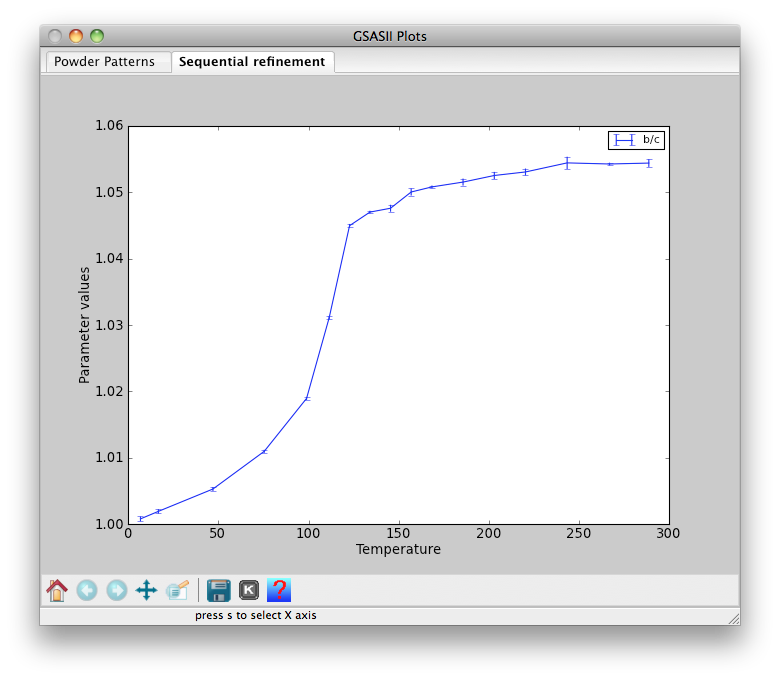 GSASII Plots
Powder Patterns
Sequential refinement
1.06
b/c
1.05
1.04
Parameter values
1.03
1.02
1.01
1.00
0 50 100 150 200 250 300
Temperature
K
?
press s to select X axis